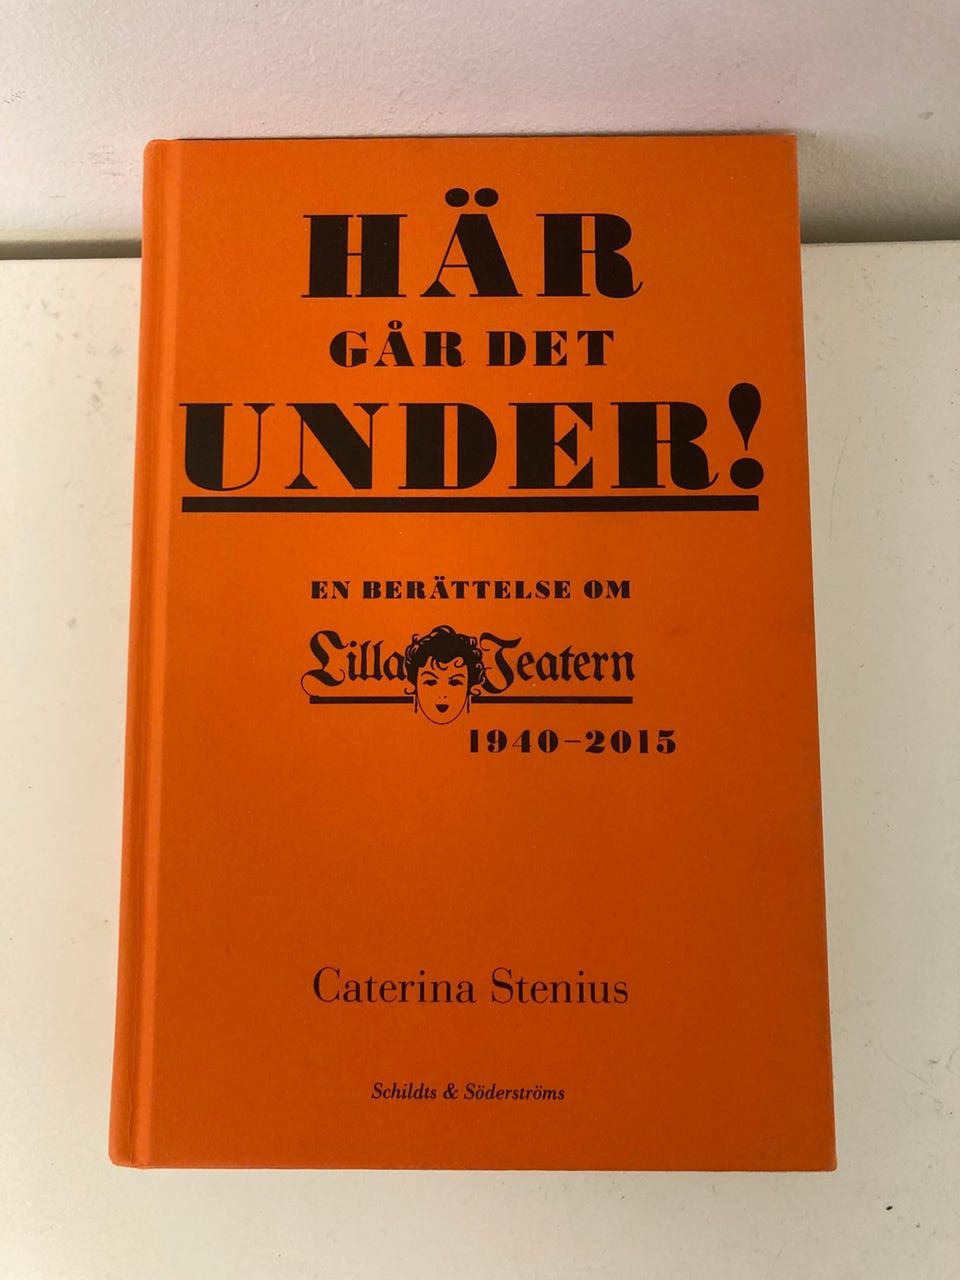 HÄR
GÅR DET
UNDER!
EN BERÄTTELSE OM
Lilla Teatern
1940–2015
Caterina Stenius
Schildts & Söderströms